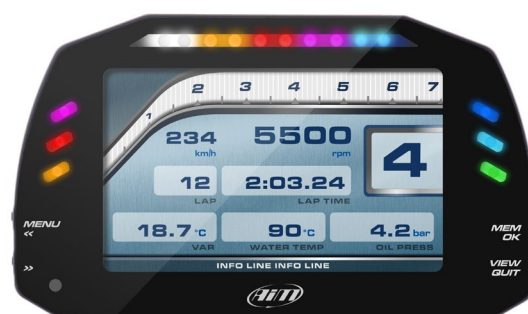 1 2 3 4 5 6 7
234 5500 4
km/h rpm
12 2:03.24
LAP LAP TIME
18.7 °C 90 °C 4.2 bar
VAR WATER TEMP OIL PRESS
INFO LINE INFO LINE
MENU
<<
>>
MEM
OK
VIEW
QUIT
AiM